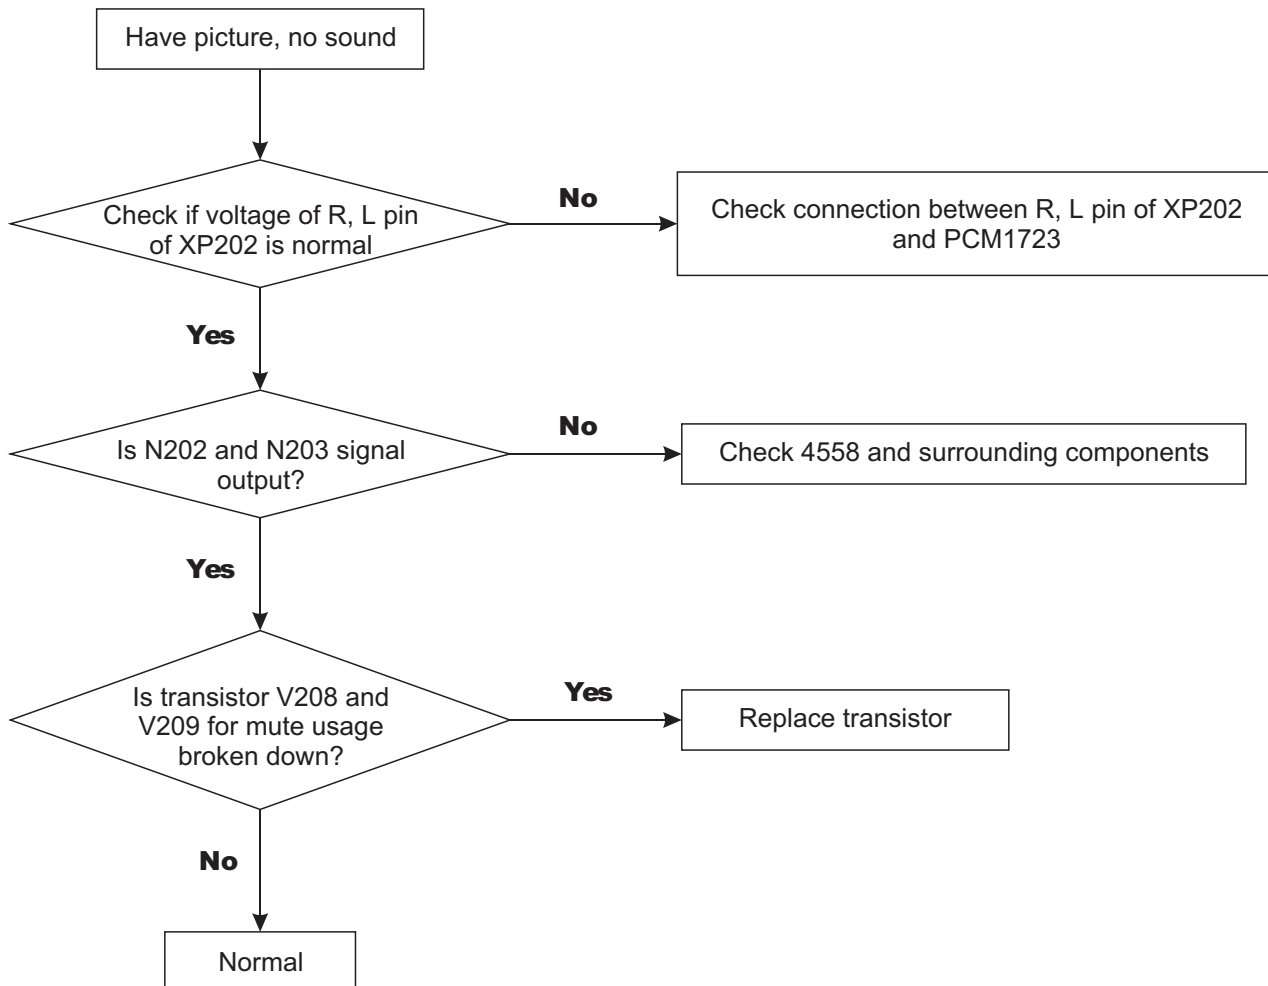 Have picture, no sound
Check if voltage of R, L pin
of XP202 is normal
No
Check connection between R, L pin of XP202
and PCM1723
Yes
Is N202 and N203 signal
output?
No
Check 4558 and surrounding components
Yes
Is transistor V208 and
V209 for mute usage
broken down?
Yes
Replace transistor
No
Normal